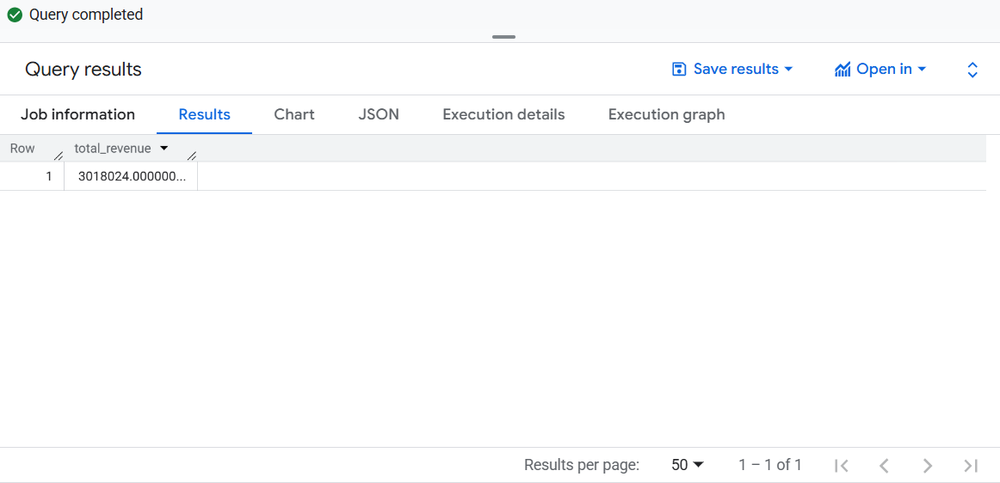 Query completed
Query results
Save results
Open in
Job information Results Chart JSON Execution details Execution graph
Row total_revenue
1 3018024.000000...
Results per page: 50 1 – 1 of 1